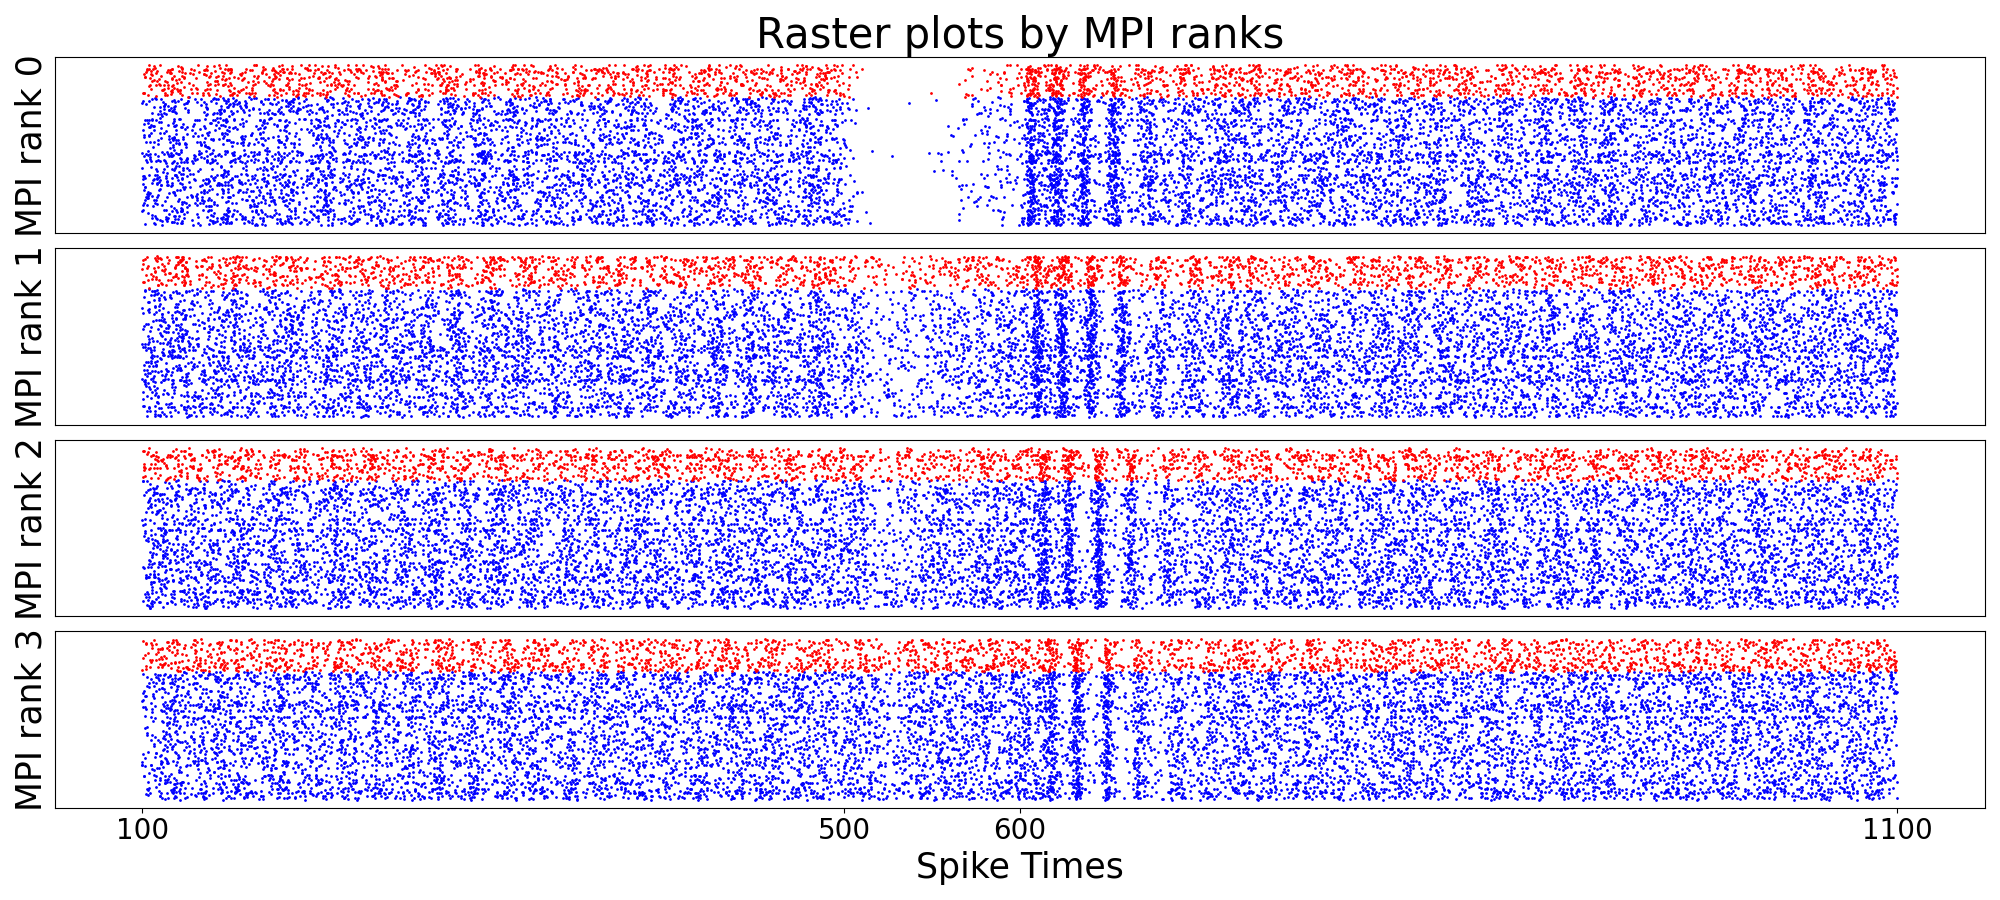 Raster plots by MPI ranks
MPI rank 0
MPI rank 1
MPI rank 2
MPI rank 3
100 500 600 1100
Spike Times